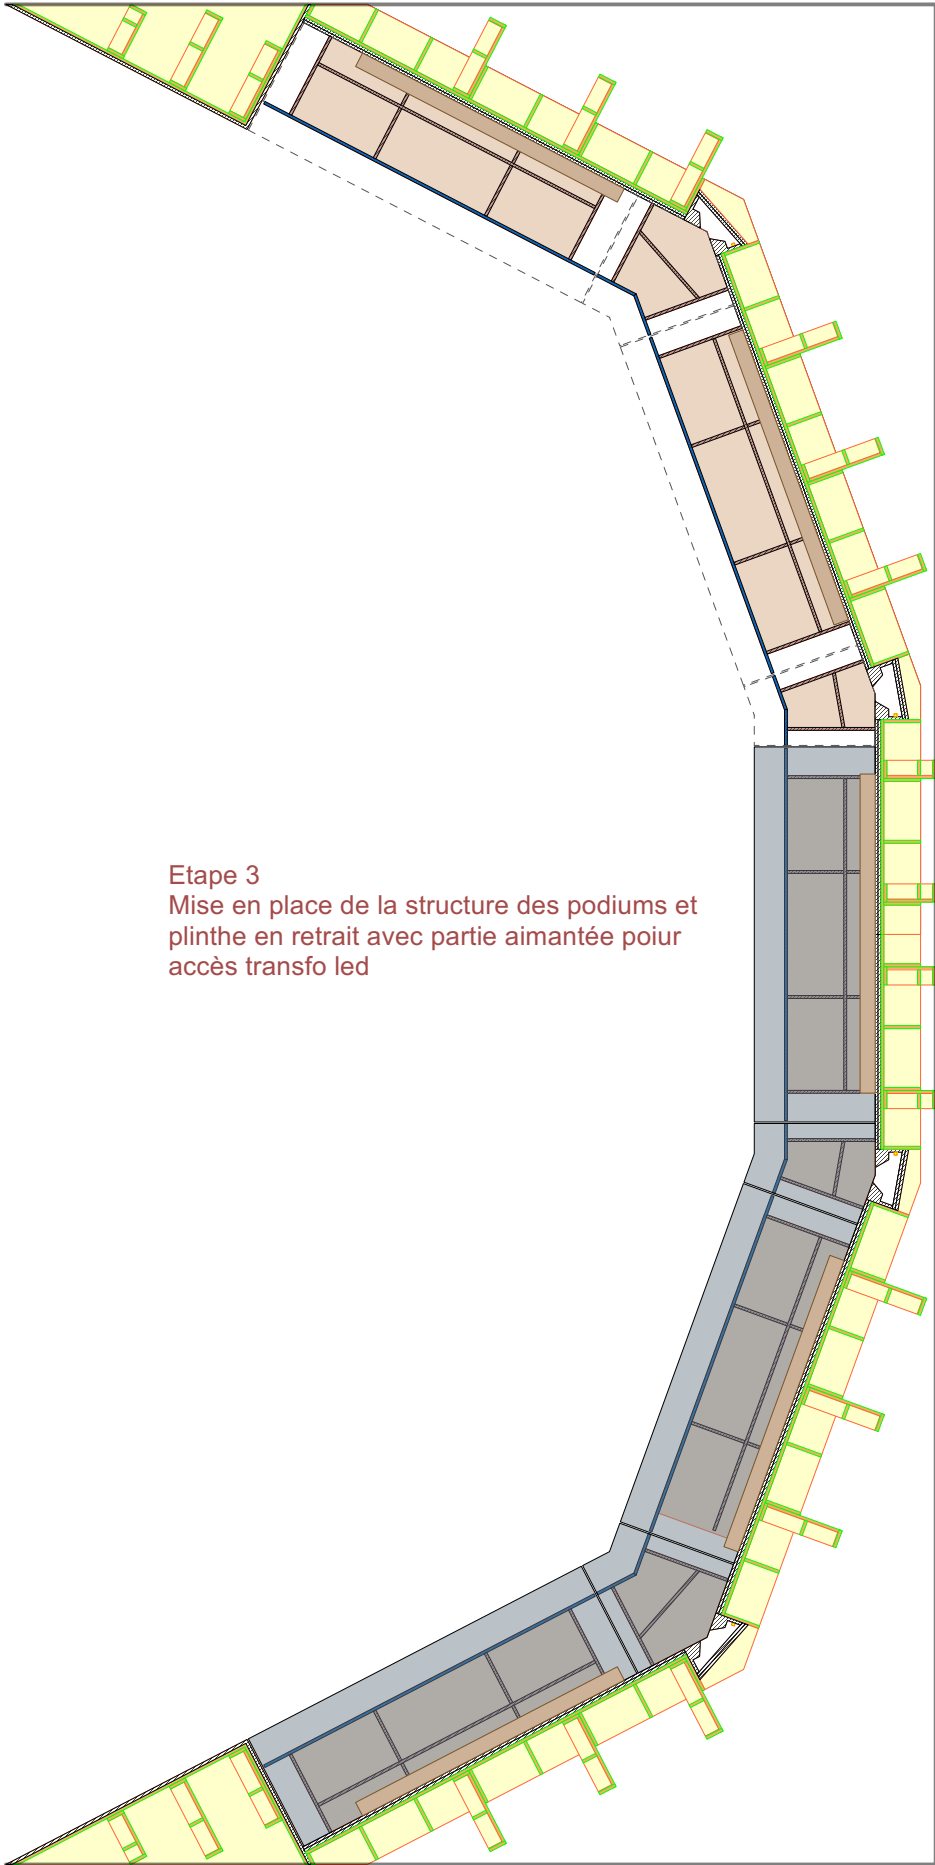 Etape 3
Mise en place de la structure des podiums et
plinthe en retrait avec partie aimantée poiur
accès transfo led